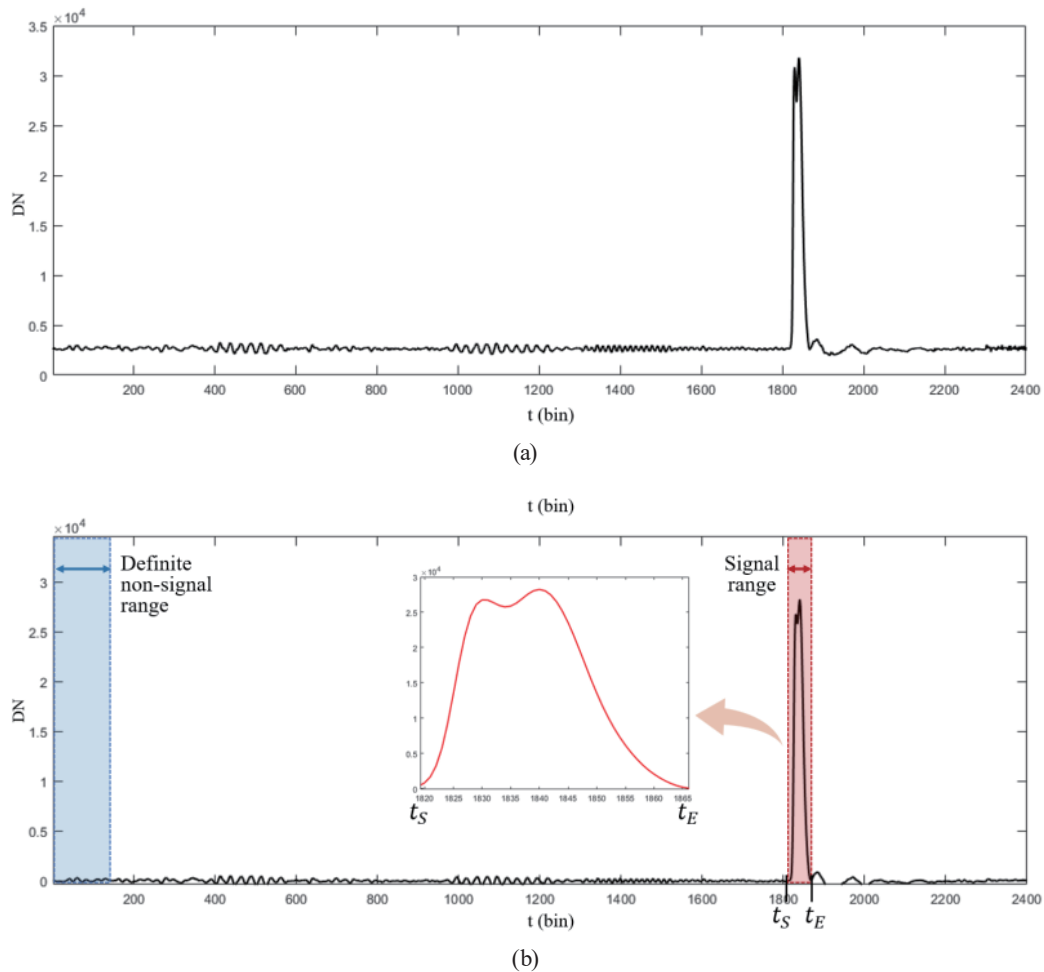 ×10⁴
3.5
3
2.5
2
1.5
1
0.5
0
DN
200 400 600 800 1000 1200 1400 1600 1800 2000 2200 2400
t (bin)
(a)
t (bin)
×10⁴
3
2.5
2
1.5
1
0.5
0
DN
Definite
non-signal
range
Signal
range
×10⁴
3
2.5
2
1.5
1
0.5
0
1820 1825 1830 1835 1840 1845 1850 1855 1860 1865
t_S t_E
200 400 600 800 1000 1200 1400 1600 1800 2000 2200 2400
t_S t_E
t (bin)
(b)